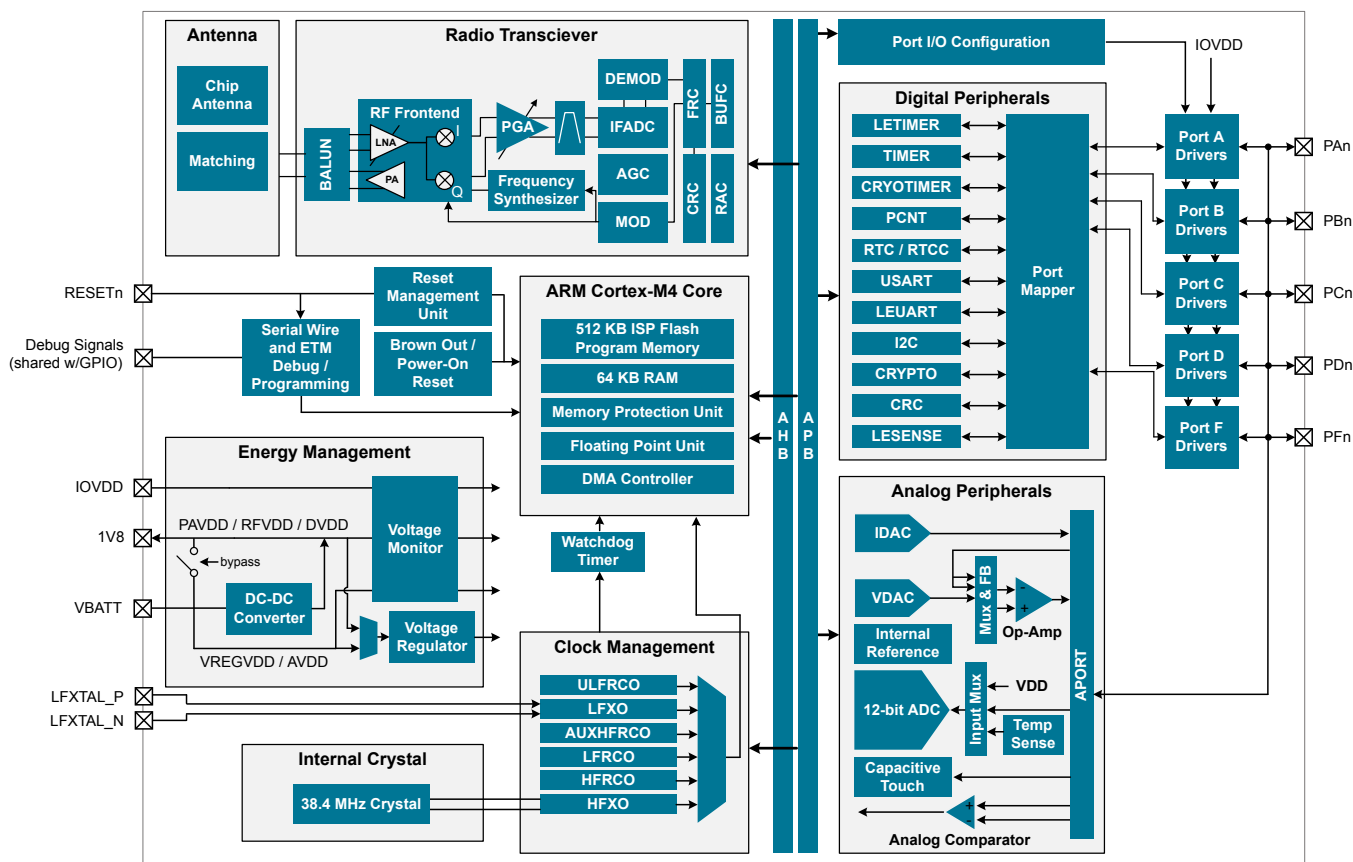 Antenna
Chip
Antenna
Matching
Radio Transciever
BALUN
RF Frontend
LNA
PA
I
Q
PGA
DEMOD
IFADC
AGC
MOD
Frequency
Synthesizer
FRC
BUFC
CRC
RAC
RESETn
Debug Signals
(shared w/GPIO)
Reset
Management
Unit
Serial Wire
and ETM
Debug /
Programming
Brown Out /
Power-On
Reset
ARM Cortex-M4 Core
512 KB ISP Flash
Program Memory
64 KB RAM
Memory Protection Unit
Floating Point Unit
DMA Controller
Watchdog
Timer
Energy Management
IOVDD
1V8
VBATT
PAVDD / RFVDD / DVDD
bypass
DC-DC
Converter
Voltage
Monitor
Voltage
Regulator
VREGVDD / AVDD
LFXTAL_P
LFXTAL_N
Internal Crystal
38.4 MHz Crystal
Clock Management
ULFRCO
LFXO
AUXHFRCO
LFRCO
HFRCO
HFXO
A
H
B
A
P
B
Port I/O Configuration
IOVDD
Digital Peripherals
LETIMER
TIMER
CRYOTIMER
PCNT
RTC / RTCC
USART
LEUART
I2C
CRYPTO
CRC
LESENSE
Port
Mapper
Port A
Drivers
Port B
Drivers
Port C
Drivers
Port D
Drivers
Port F
Drivers
PAn
PBn
PCn
PDn
PFn
Analog Peripherals
IDAC
VDAC
Mux & FB
-
+
Op-Amp
Internal
Reference
12-bit ADC
Input Mux
VDD
Temp
Sense
Capacitive
Touch
+
-
Analog Comparator
APORT